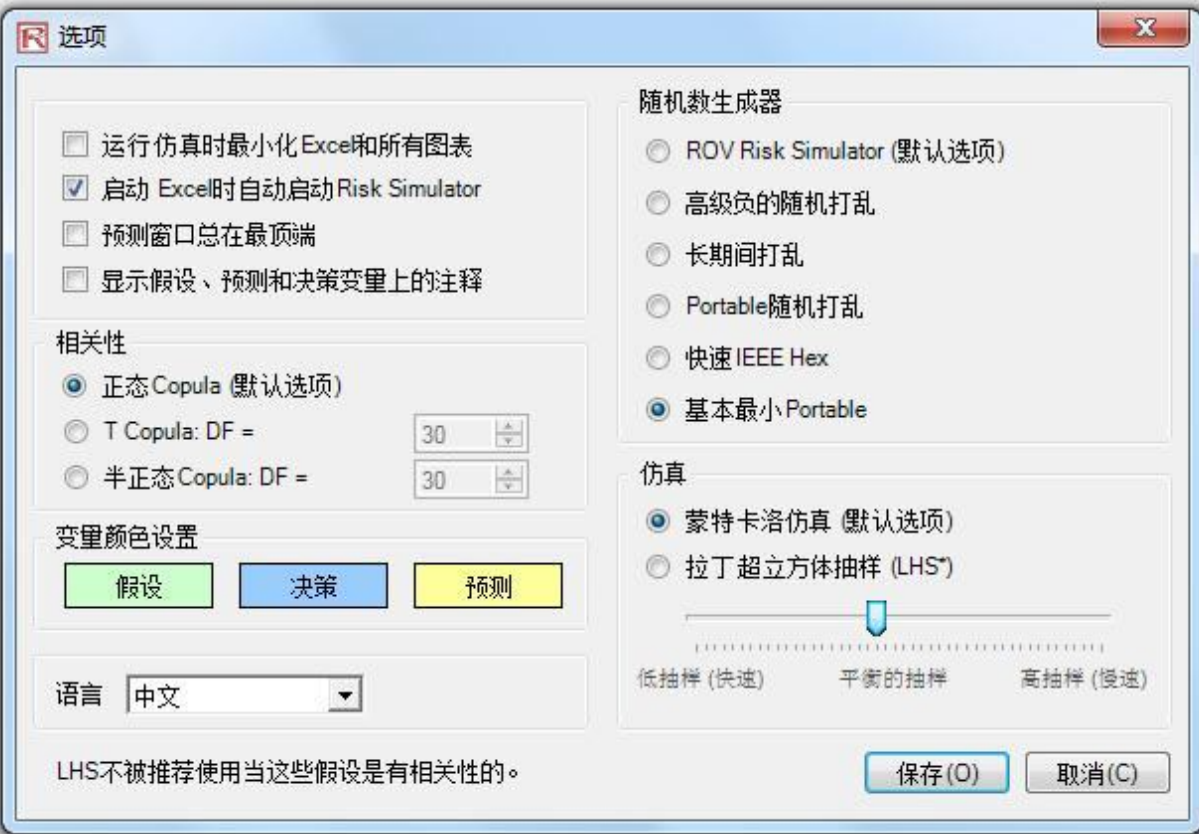 选项
运行仿真时最小化Excel和所有图表
启动 Excel时自动启动Risk Simulator
预测窗口总在最顶端
显示假设、预测和决策变量上的注释
相关性
正态Copula (默认选项)
T Copula: DF = 30
半正态Copula: DF = 30
变量颜色设置
假设 决策 预测
语言 中文
LHS不被推荐使用当这些假设是有相关性的。
随机数生成器
ROV Risk Simulator (默认选项)
高级负的随机打乱
长期间打乱
Portable随机打乱
快速IEEE Hex
基本最小Portable
仿真
蒙特卡洛仿真 (默认选项)
拉丁超立方体抽样 (LHS*)
低抽样 (快速) 平衡的抽样 高抽样 (慢速)
保存(O) 取消(C)